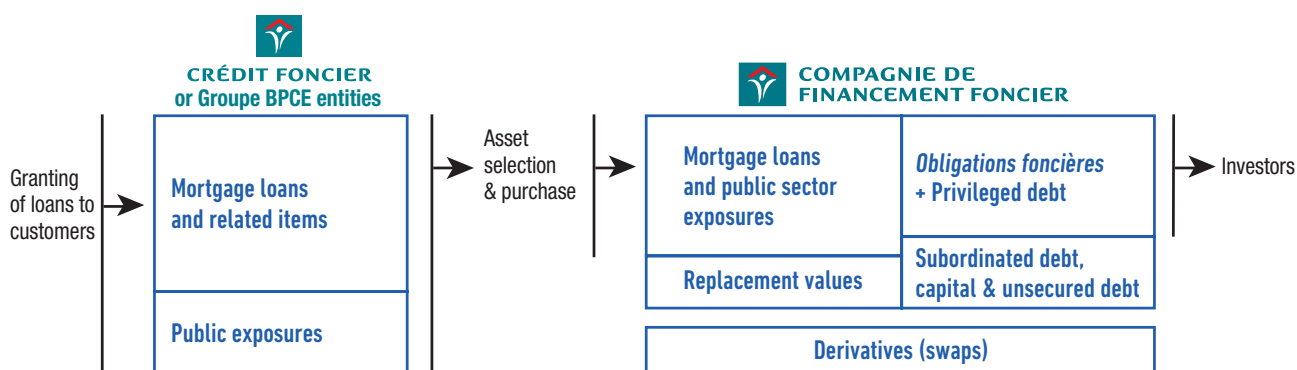 CRÉDIT FONCIER
or Groupe BPCE entities
COMPAGNIE DE
FINANCEMENT FONCIER
Granting
of loans to
customers
Mortgage loans
and related items
Public exposures
Asset
selection
& purchase
Mortgage loans
and public sector
exposures
Replacement values
Obligations foncières
+ Privileged debt
Subordinated debt,
capital & unsecured debt
Derivatives (swaps)
Investors